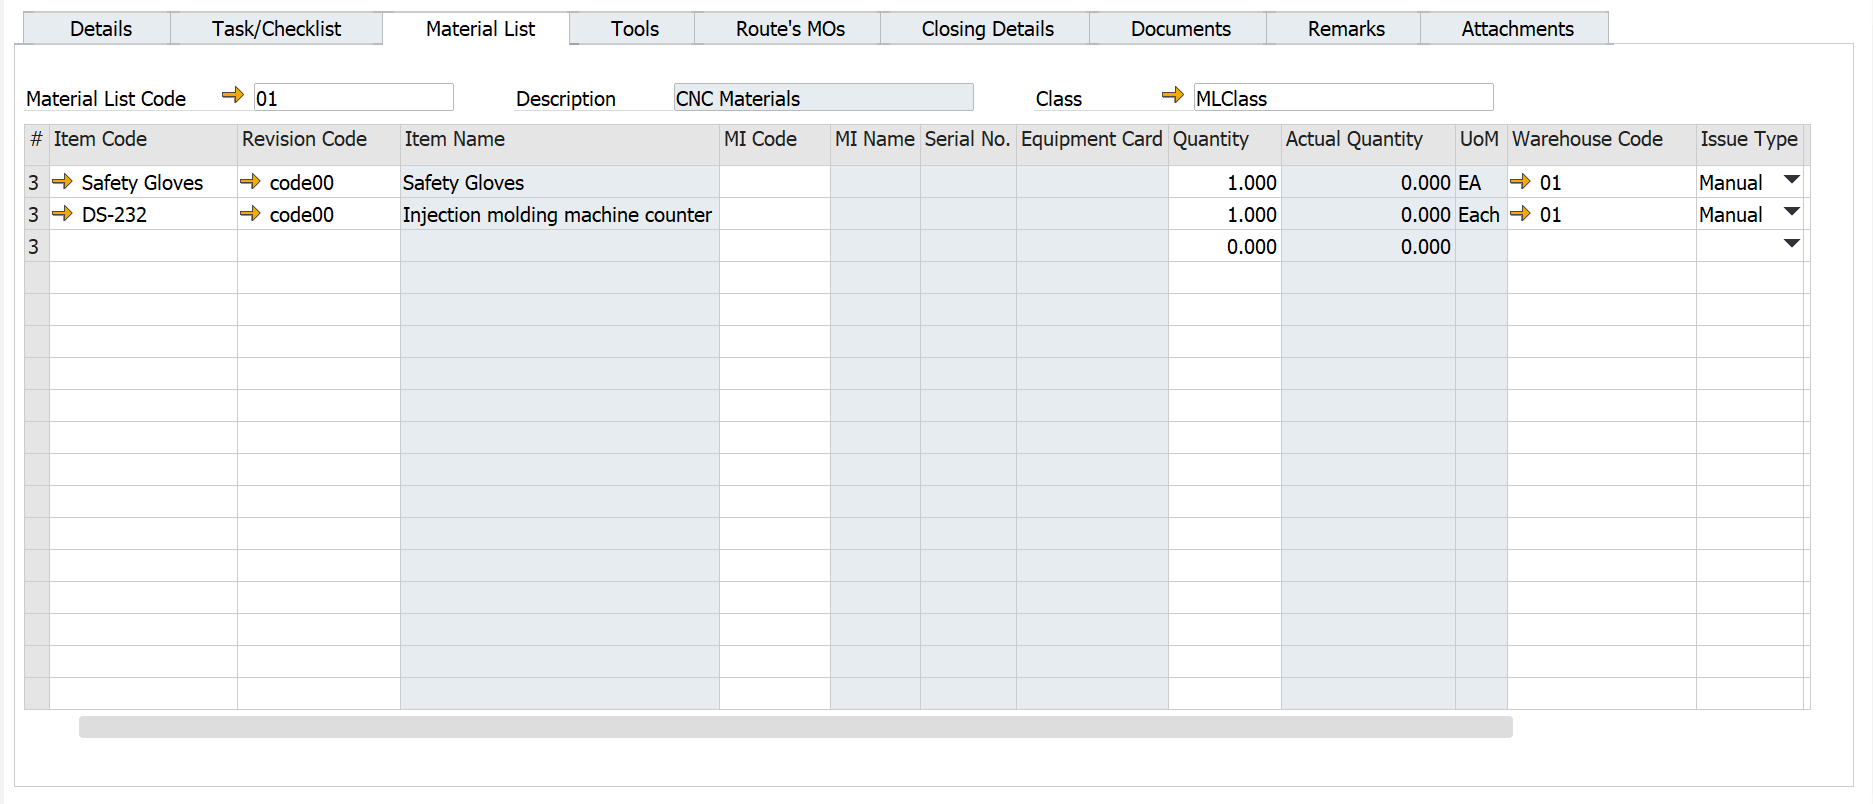 Details Task/Checklist Material List Tools Route's MOs Closing Details Documents Remarks Attachments
Material List Code 01 Description CNC Materials Class MLClass
# Item Code Revision Code Item Name MI Code MI Name Serial No. Equipment Card Quantity Actual Quantity UoM Warehouse Code Issue Type
3 Safety Gloves code00 Safety Gloves 1.000 0.000 EA 01 Manual
3 DS-232 code00 Injection molding machine counter 1.000 0.000 Each 01 Manual
3 0.000 0.000